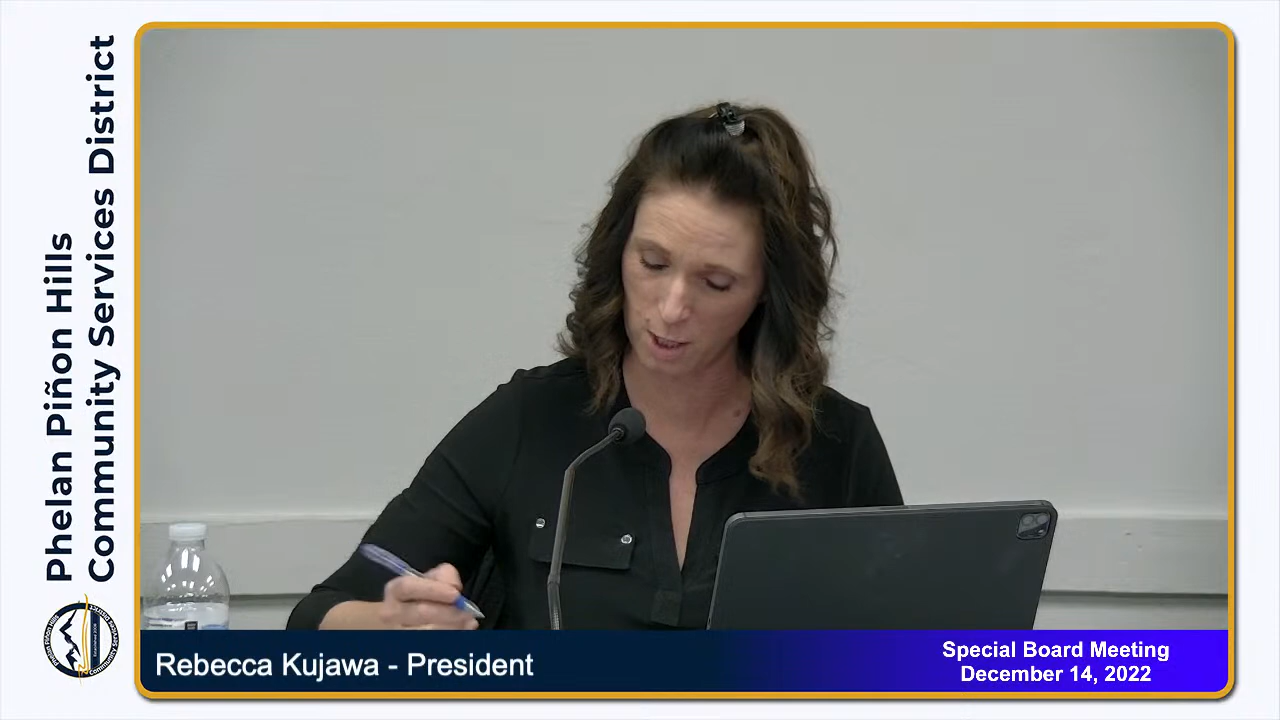 Phelan Piñon Hills
Community Services District
Rebecca Kujawa - President
Special Board Meeting
December 14, 2022